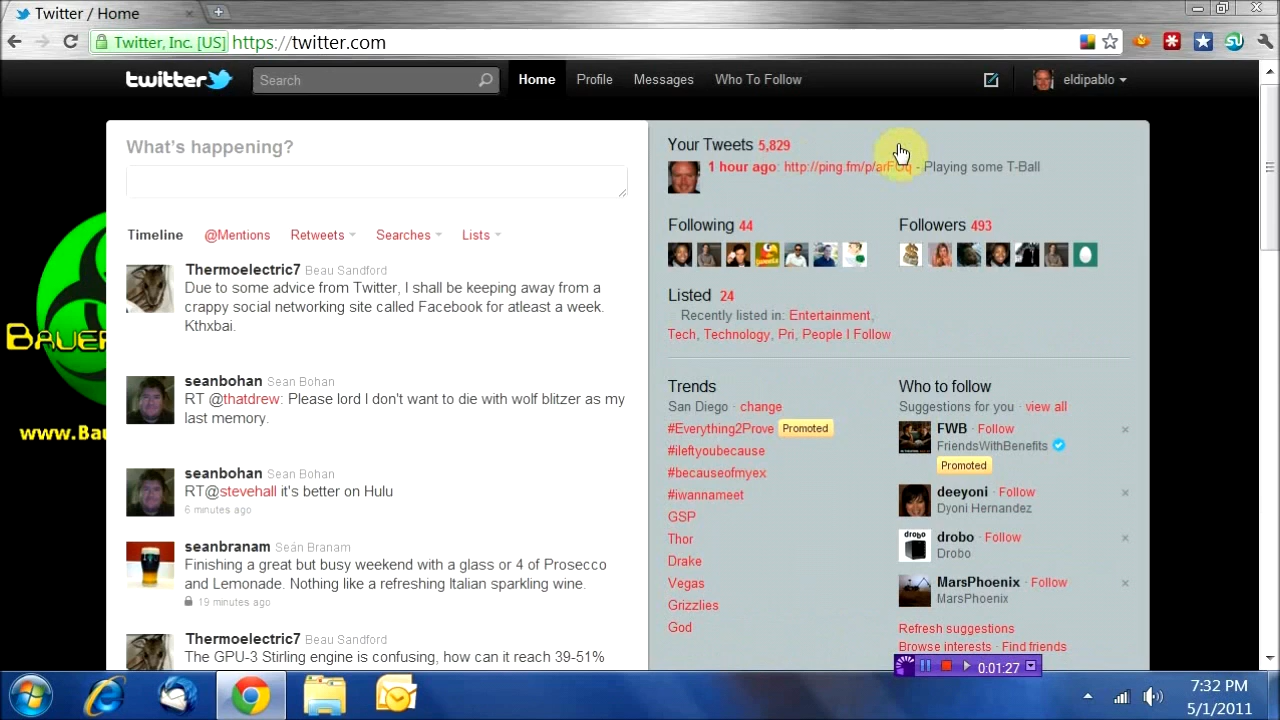 Twitter / Home
Twitter, Inc. [US] https://twitter.com
twitter Search Home Profile Messages Who To Follow eldipablo
What's happening?
Timeline @Mentions Retweets Searches Lists
Thermoelectric7 Beau Sandford
Due to some advice from Twitter, I shall be keeping away from a
crappy social networking site called Facebook for atleast a week.
Kthxbai.
seanbohan Sean Bohan
RT @thatdrew: Please lord I don't want to die with wolf blitzer as my
last memory.
seanbohan Sean Bohan
RT@stevehall it's better on Hulu
6 minutes ago
seanbranam Seán Branam
Finishing a great but busy weekend with a glass or 4 of Prosecco
and Lemonade. Nothing like a refreshing Italian sparkling wine.
19 minutes ago
Thermoelectric7 Beau Sandford
The GPU-3 Stirling engine is confusing, how can it reach 39-51%
Your Tweets 5,829
1 hour ago: - Playing some T-Ball
Following 44
Followers 493
Listed 24
Recently listed in: Entertainment,
Tech, Technology, Pri, People I Follow
Trends
San Diego · change
#Everything2Prove Promoted
#ileftyoubecause
#becauseofmyex
#iwannameet
GSP
Thor
Drake
Vegas
Grizzlies
God
Who to follow
Suggestions for you · view all
FWB · Follow
FriendsWithBenefits
Promoted
deeyoni · Follow
Dyoni Hernandez
drobo · Follow
Drobo
MarsPhoenix · Follow
MarsPhoenix
Refresh suggestions
Browse interests · Find friends
drobo
BAUER
www.Bau
0:01:27
7:32 PM
5/1/2011